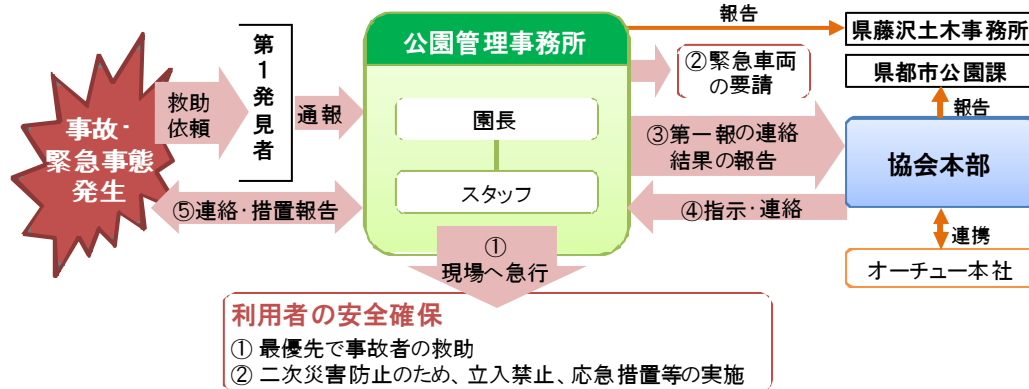 事故・
緊急事態
発生
救助
依頼
第
1
発
見
者
通報
公園管理事務所
園長
スタッフ
報告
県藤沢土木事務所
②緊急車両
の要請
県都市公園課
報告
③第一報の連絡
結果の報告
協会本部
④指示・連絡
⑤連絡・措置報告
連携
オーチュー本社
①
現場へ急行
利用者の安全確保
① 最優先で事故者の救助
② 二次災害防止のため、立入禁止、応急措置等の実施